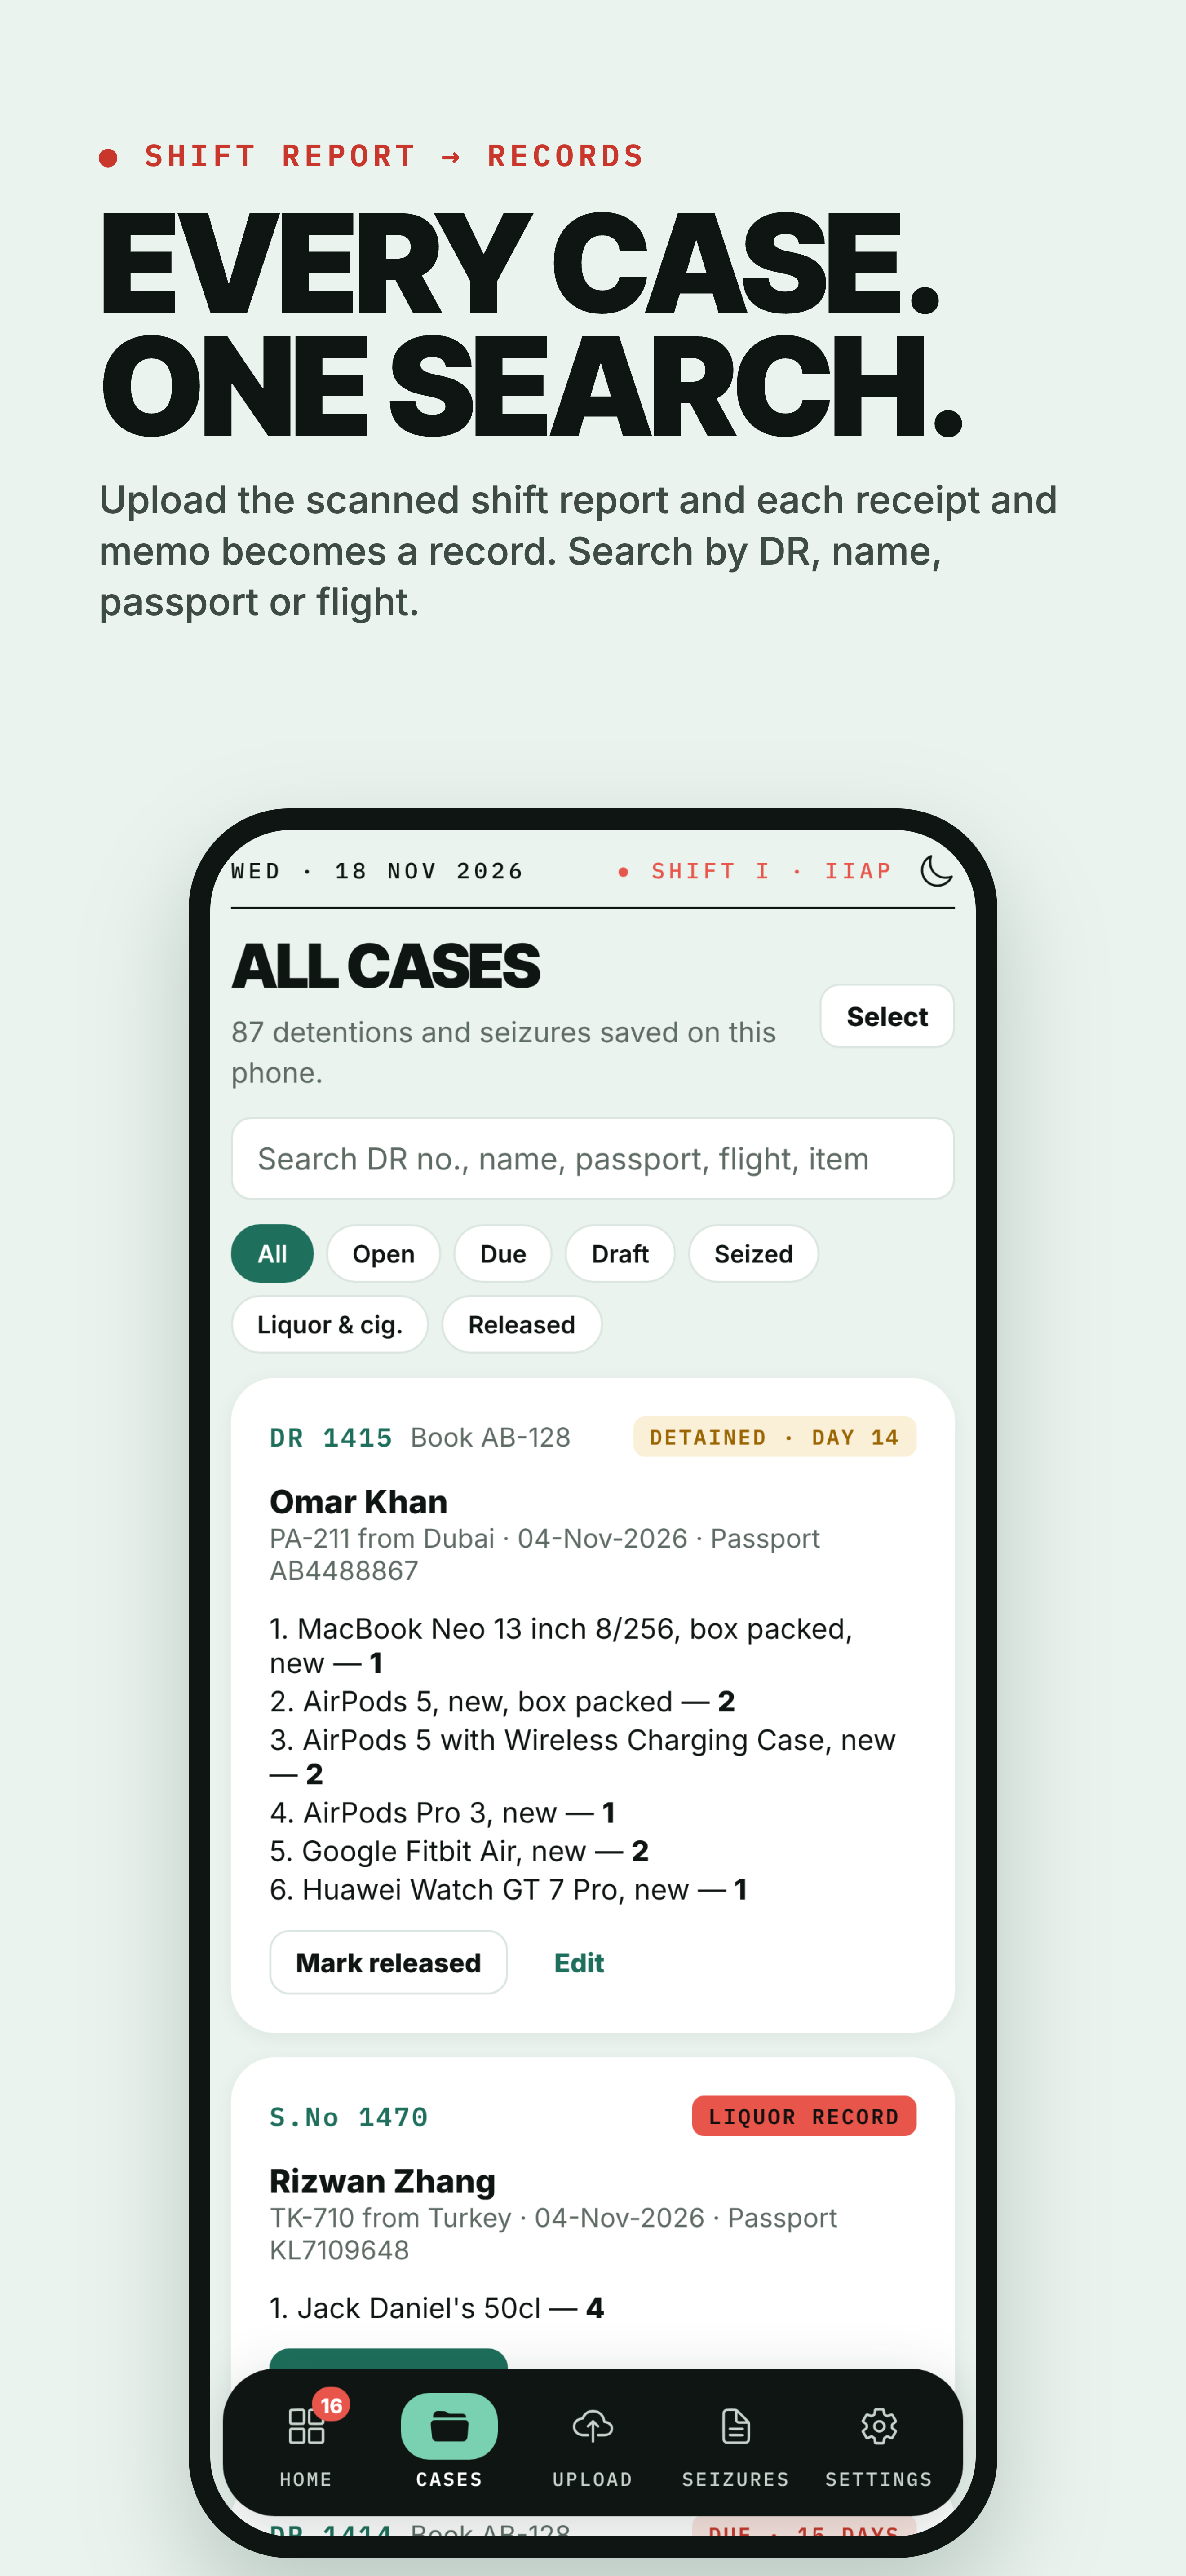 ● SHIFT REPORT → RECORDS
EVERY CASE.
ONE SEARCH.
Upload the scanned shift report and each receipt and
memo becomes a record. Search by DR, name,
passport or flight.
WED · 18 NOV 2026 ● SHIFT I · IIAP
ALL CASES
87 detentions and seizures saved on this
phone.
Select
Search DR no., name, passport, flight, item
All Open Due Draft Seized
Liquor & cig. Released
DR 1415 Book AB-128 DETAINED · DAY 14
Omar Khan
PA-211 from Dubai · 04-Nov-2026 · Passport
AB4488867
1. MacBook Neo 13 inch 8/256, box packed,
new — 1
2. AirPods 5, new, box packed — 2
3. AirPods 5 with Wireless Charging Case, new
— 2
4. AirPods Pro 3, new — 1
5. Google Fitbit Air, new — 2
6. Huawei Watch GT 7 Pro, new — 1
Mark released Edit
S.No 1470 LIQUOR RECORD
Rizwan Zhang
TK-710 from Turkey · 04-Nov-2026 · Passport
KL7109648
1. Jack Daniel's 50cl — 4
16
HOME CASES UPLOAD SEIZURES SETTINGS
DR 1414 Book AB-128 DUE · 15 DAYS